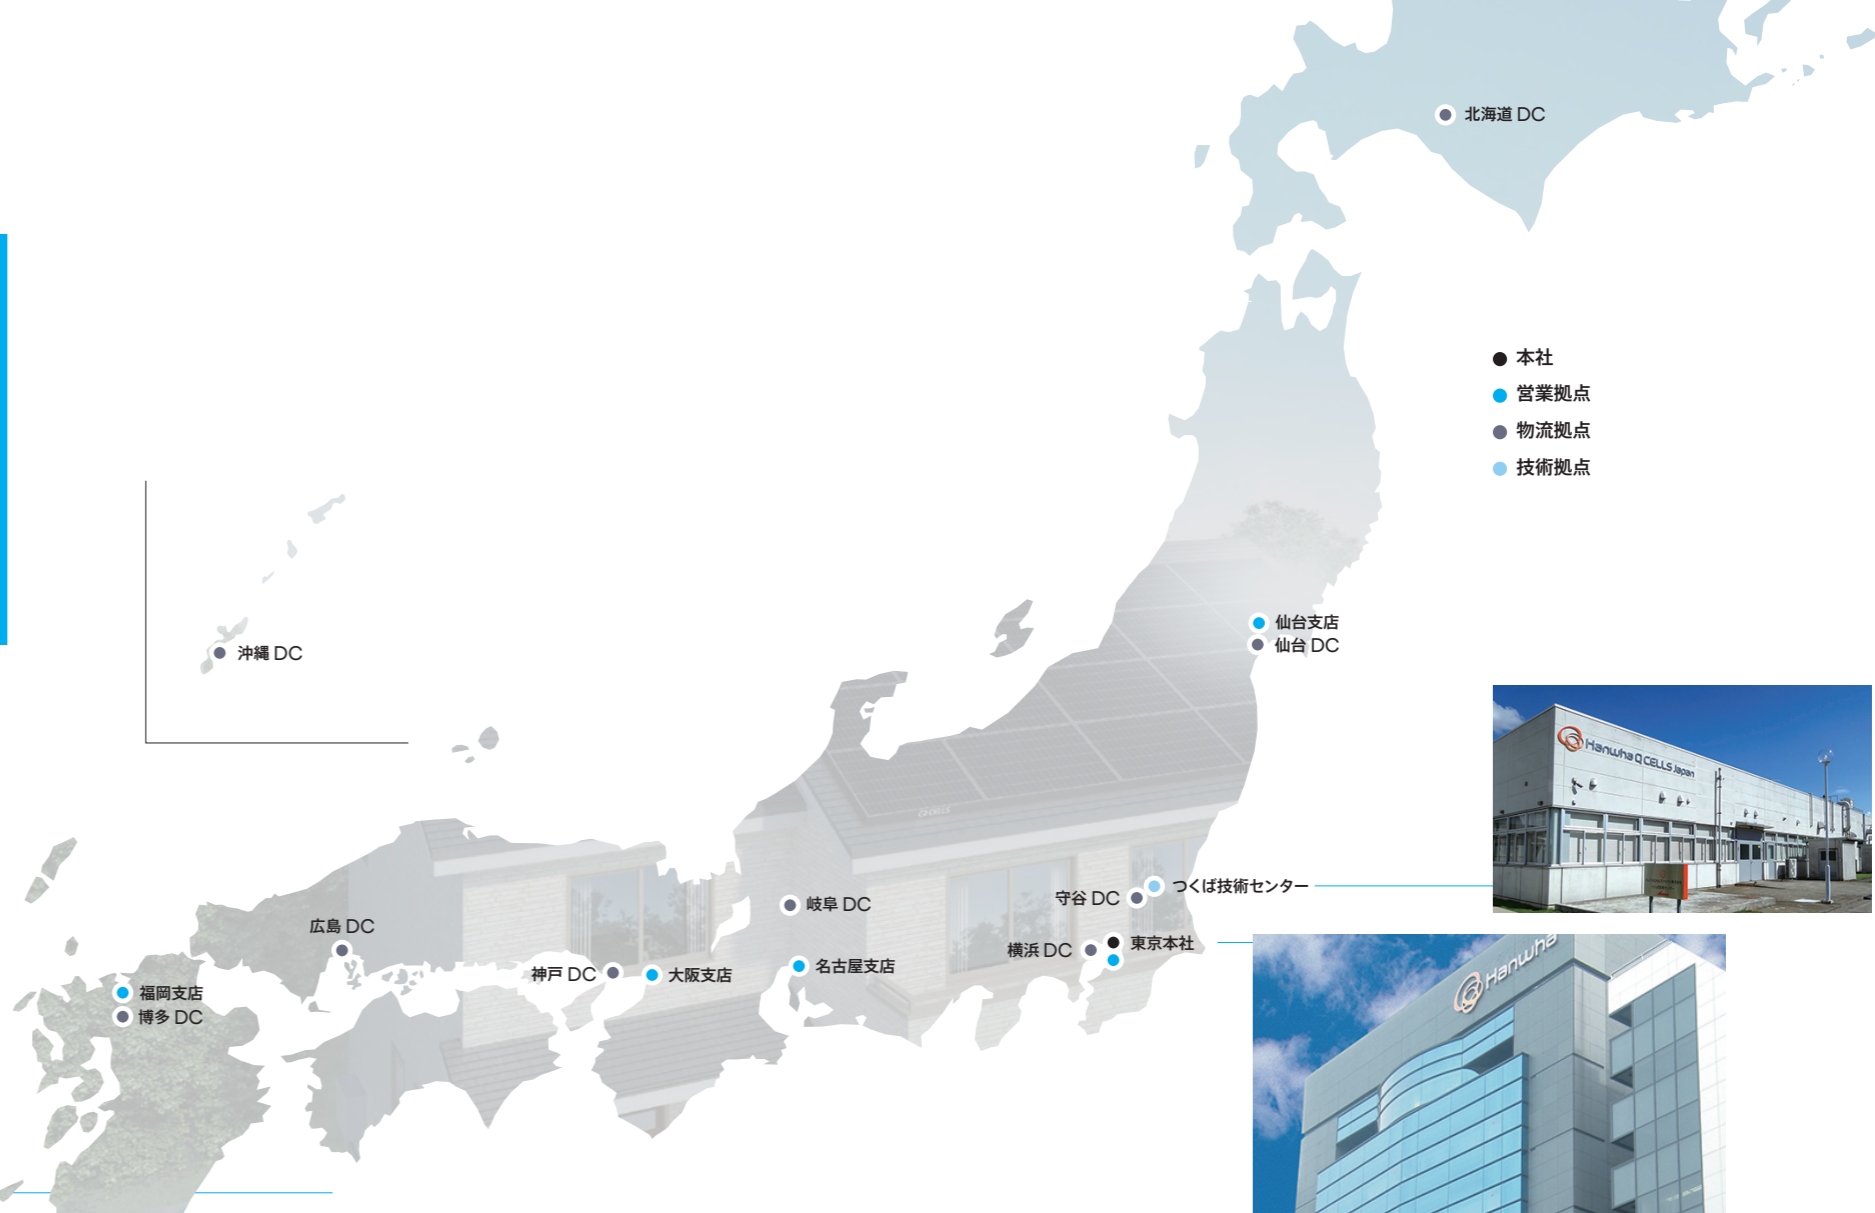 北海道 DC
本社
営業拠点
物流拠点
技術拠点
仙台支店
仙台 DC
沖縄 DC
Hanwha Q CELLS Japan
つくば技術センター
守谷 DC
岐阜 DC
東京本社
横浜 DC
名古屋支店
大阪支店
神戸 DC
広島 DC
福岡支店
博多 DC
Hanwha